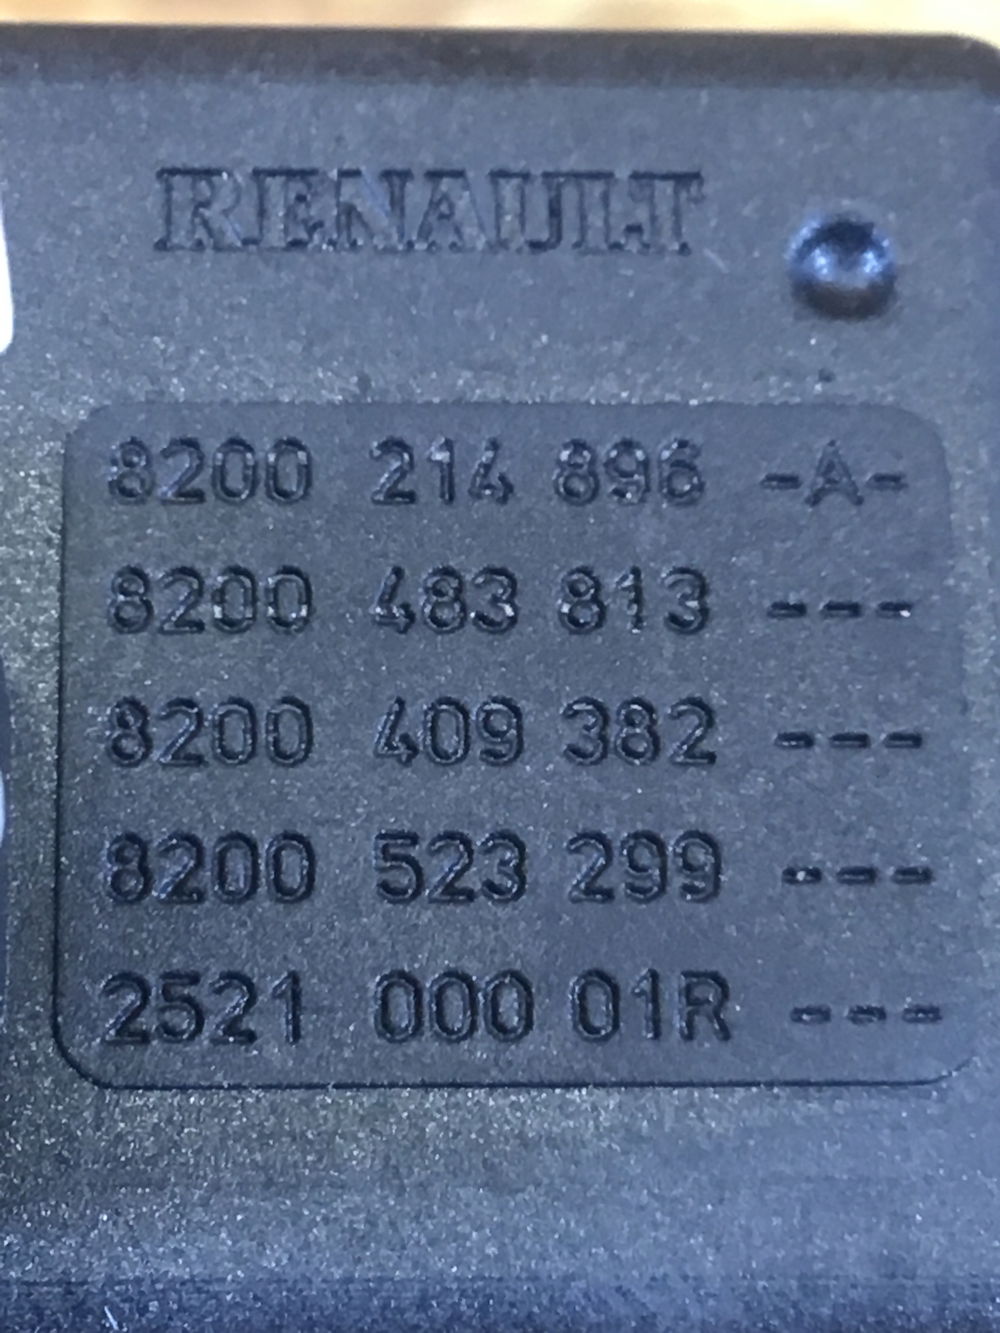 RENAULT
8200 214 896 -A-
8200 483 813 ---
8200 409 382 ---
8200 523 299 ---
2521 000 01R ---